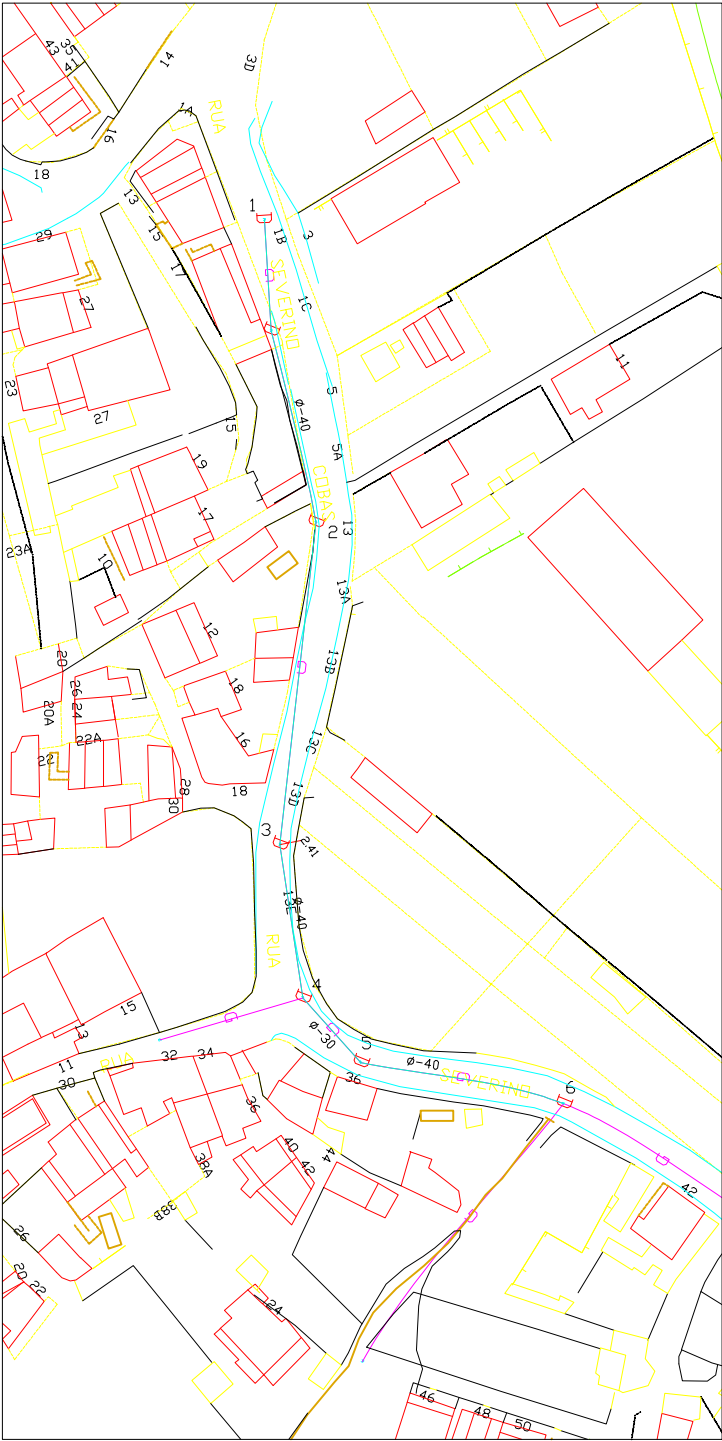 43
35
41
14
3D
16
1A
RUA
18
13
15
29
17
1
1B
3
SEVERINO
1C
27
23
27
15
5
11
Ø-40
5A
19
17
CUBAS
2
13
23A
10
13A
12
20
26
24
20A
18
13B
22A
22
16
13C
28
30
18
13D
3
2.41
13E
Ø-40
RUA
4
15
13
Ø-30
5
11
30
RUA
32
34
36
Ø-40
SEVERINO
6
36
40
42
44
38A
38B
42
26
20
22
24
46
48
50